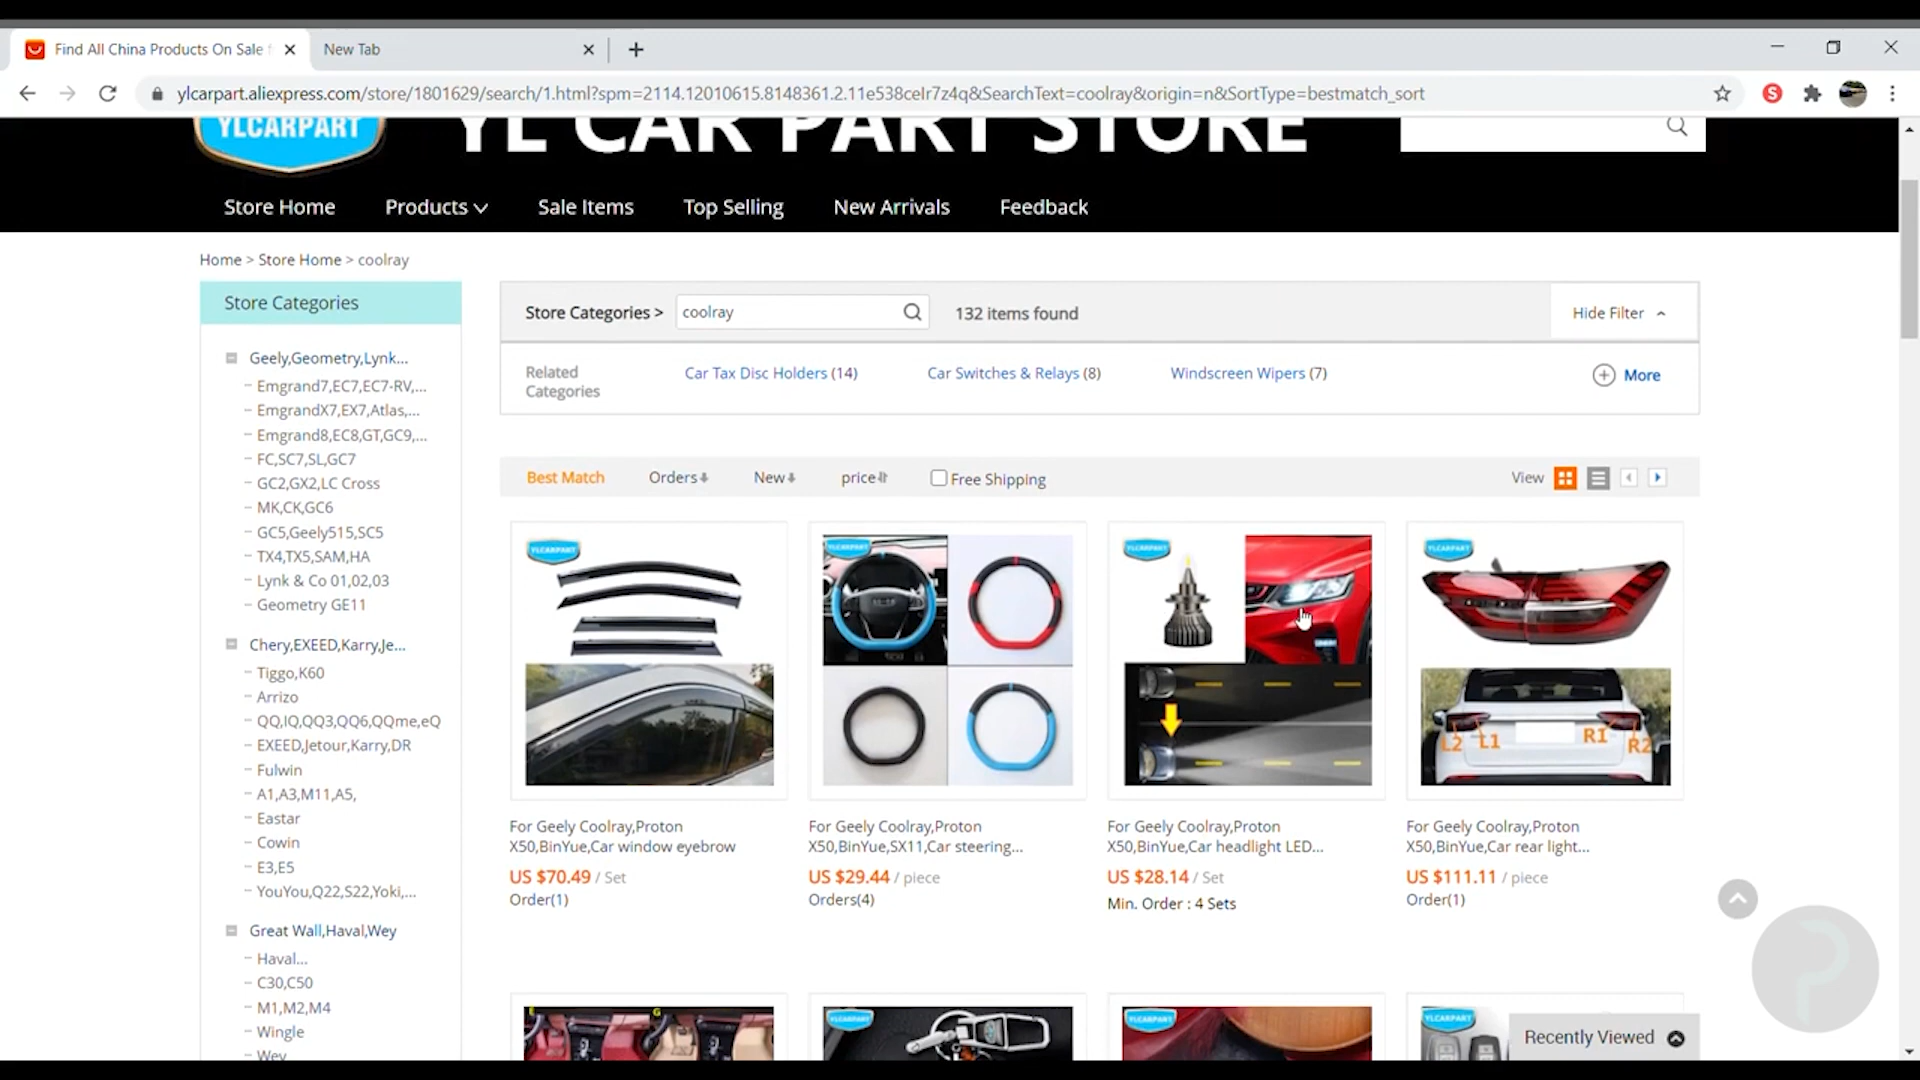 Find All China Products On Sale f
New Tab
ylcarpart.aliexpress.com/store/1801629/search/1.html?spm=2114.12010615.8148361.2.11e538ceIr7z4q&SearchText=coolray&origin=n&SortType=bestmatch_sort
YLCARPART
YL CAR PART STORE
Store Home
Products
Sale Items
Top Selling
New Arrivals
Feedback
Home > Store Home > coolray
Store Categories
Geely,Geometry,Lynk...
Emgrand7,EC7,EC7-RV,...
EmgrandX7,EX7,Atlas,...
Emgrand8,EC8,GT,GC9,...
FC,SC7,SL,GC7
GC2,GX2,LC Cross
MK,CK,GC6
GC5,Geely515,SC5
TX4,TX5,SAM,HA
Lynk & Co 01,02,03
Geometry GE11
Chery,EXEED,Karry,Je...
Tiggo,K60
Arrizo
QQ,IQ,QQ3,QQ6,QQme,eQ
EXEED,Jetour,Karry,DR
Fulwin
A1,A3,M11,A5,
Eastar
Cowin
E3,E5
YouYou,Q22,S22,Yoki,...
Great Wall,Haval,Wey
Haval...
C30,C50
M1,M2,M4
Wingle
Wey
Store Categories >
coolray
132 items found
Hide Filter
Related
Categories
Car Tax Disc Holders (14)
Car Switches & Relays (8)
Windscreen Wipers (7)
More
Best Match
Orders
New
price
Free Shipping
View
YLCARPART
YLCARPART
YLCARPART
YLCARPART
L2
L1
R1
R2
For Geely Coolray,Proton
X50,BinYue,Car window eyebrow
US $70.49 / Set
Order(1)
For Geely Coolray,Proton
X50,BinYue,SX11,Car steering...
US $29.44 / piece
Orders(4)
For Geely Coolray,Proton
X50,BinYue,Car headlight LED...
US $28.14 / Set
Min. Order : 4 Sets
For Geely Coolray,Proton
X50,BinYue,Car rear light...
US $111.11 / piece
Order(1)
G
YLCARPART
YLCARPART
YLCARPART
Recently Viewed